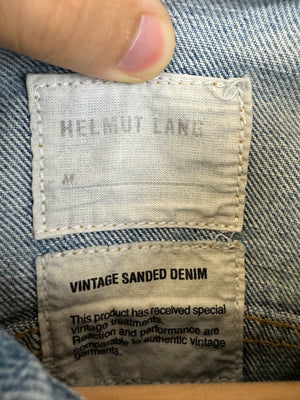 HELMUT LANG
M
VINTAGE SANDED DENIM
This product has received special
vintage treatments.
Reaction and performance are
comparable to authentic vintage
garments.